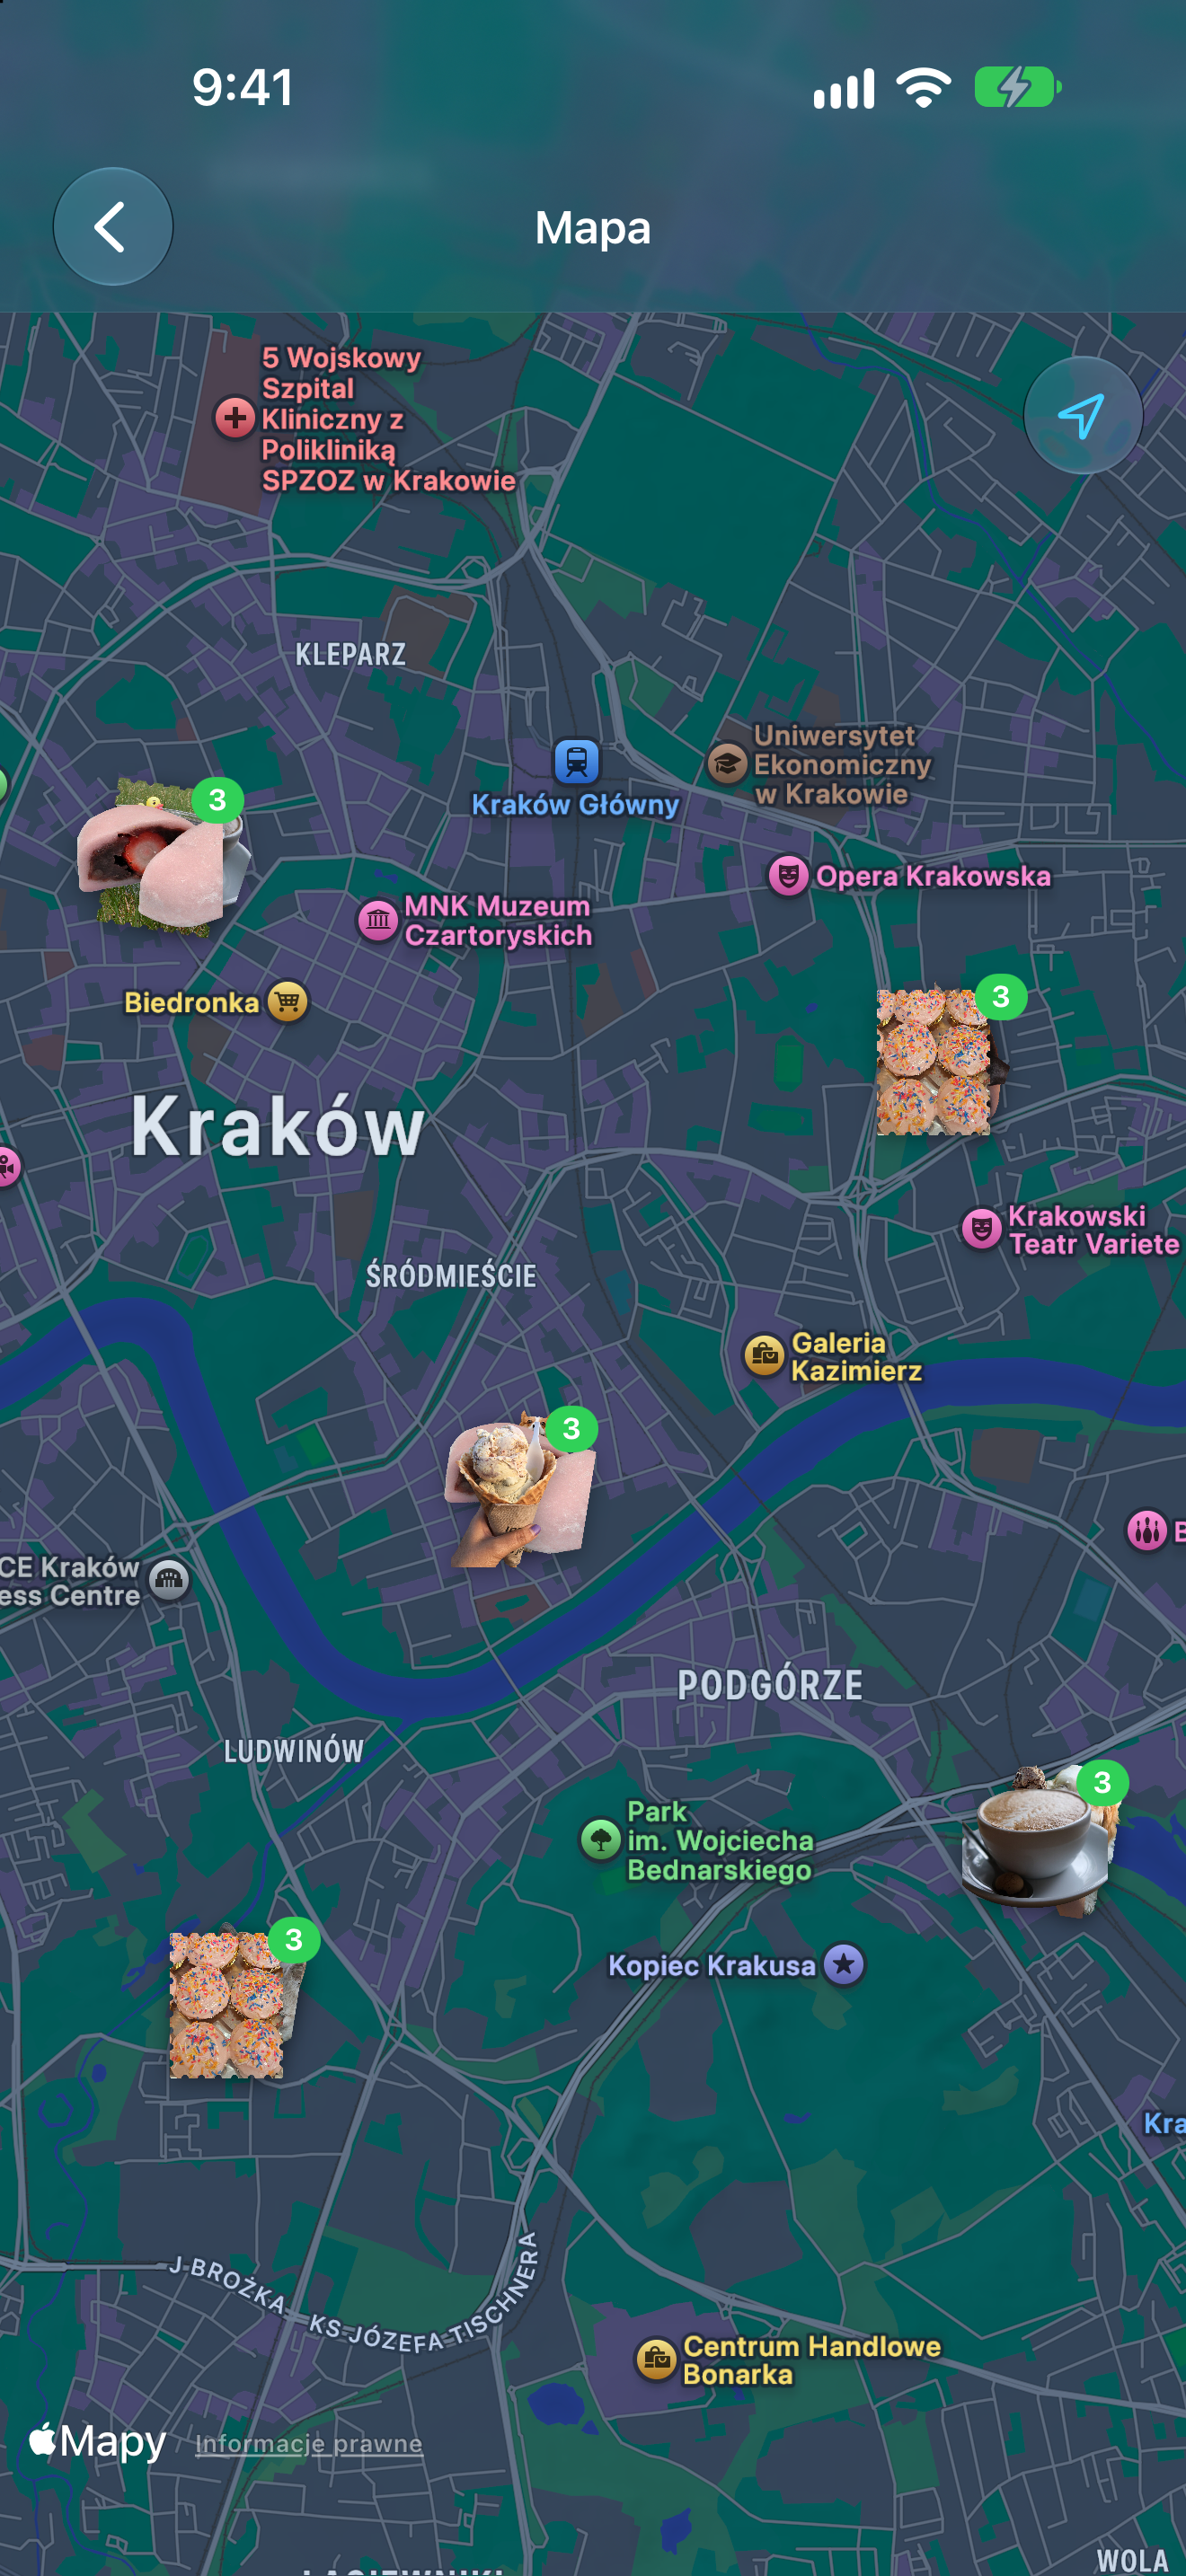 9:41
Mapa
5 Wojskowy
Szpital
Kliniczny z
Polikliniką
SPZOZ w Krakowie
KLEPARZ
Uniwersytet
Ekonomiczny
w Krakowie
Kraków Główny
3
Opera Krakowska
MNK Muzeum
Czartoryskich
Biedronka
3
Kraków
Krakowski
Teatr Variete
ŚRÓDMIEŚCIE
Galeria
Kazimierz
3
CE Kraków
ess Centre
PODGÓRZE
LUDWINÓW
3
Park
im. Wojciecha
Bednarskiego
3
Kopiec Krakusa
Kra
J BROŻKA
KS JÓZEFA TISCHNERA
Centrum Handlowe
Bonarka
Mapy
Informacje prawne
WOLA